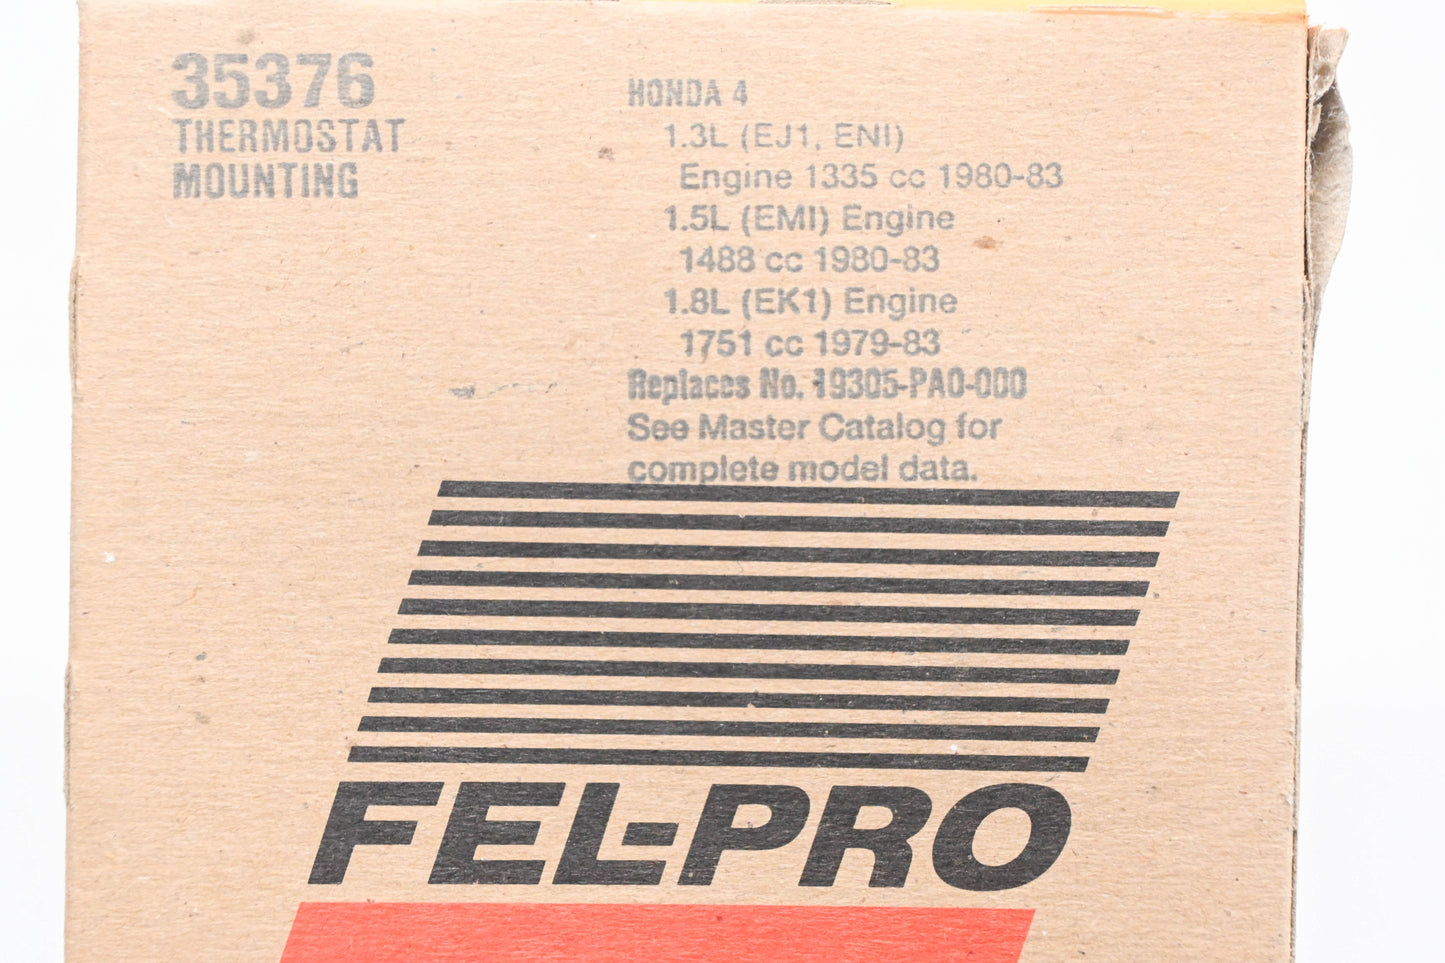 35376
THERMOSTAT
MOUNTING
HONDA 4
1.3L (EJ1, ENI)
Engine 1335 cc 1980-83
1.5L (EMI) Engine
1488 cc 1980-83
1.8L (EK1) Engine
1751 cc 1979-83
Replaces No. 19305-PA0-000
See Master Catalog for
complete model data.
FEL-PRO